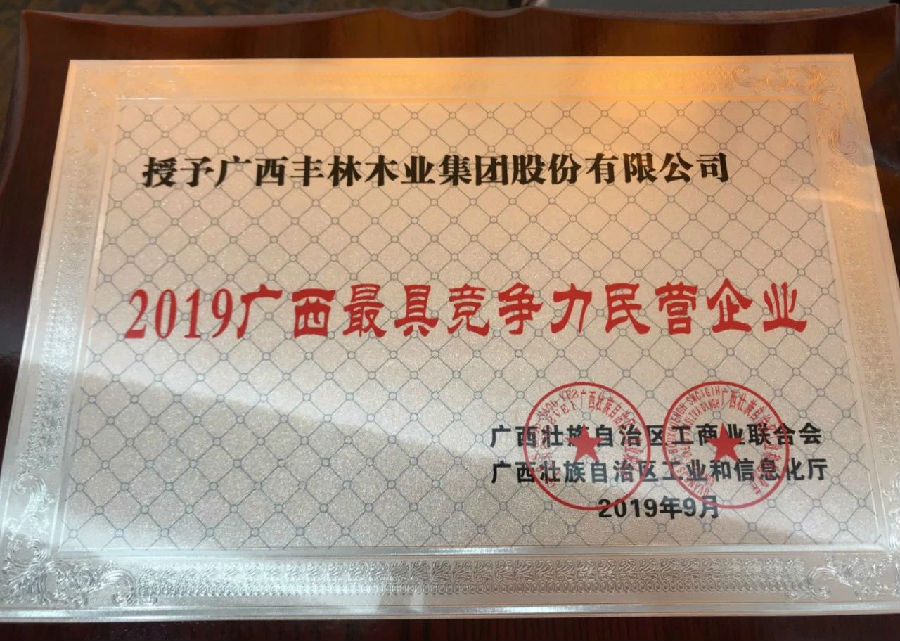 授予广西丰林木业集团股份有限公司
2019广西最具竞争力民营企业
广西壮族自治区工商业联合会
广西壮族自治区工业和信息化厅
2019年9月